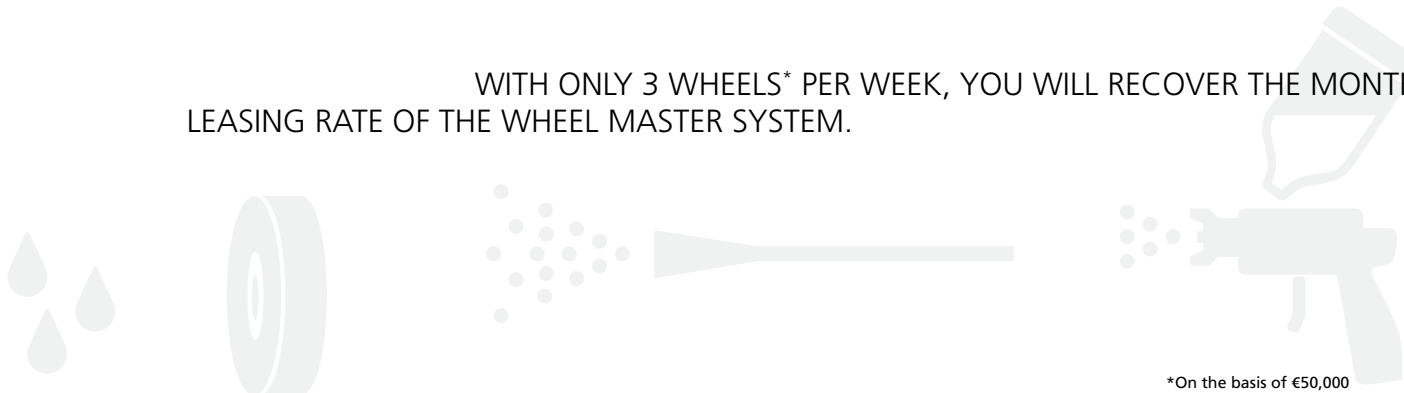 WITH ONLY 3 WHEELS* PER WEEK, YOU WILL RECOVER THE
LEASING RATE OF THE WHEEL MASTER SYSTEM.
*On the basis of €50,000